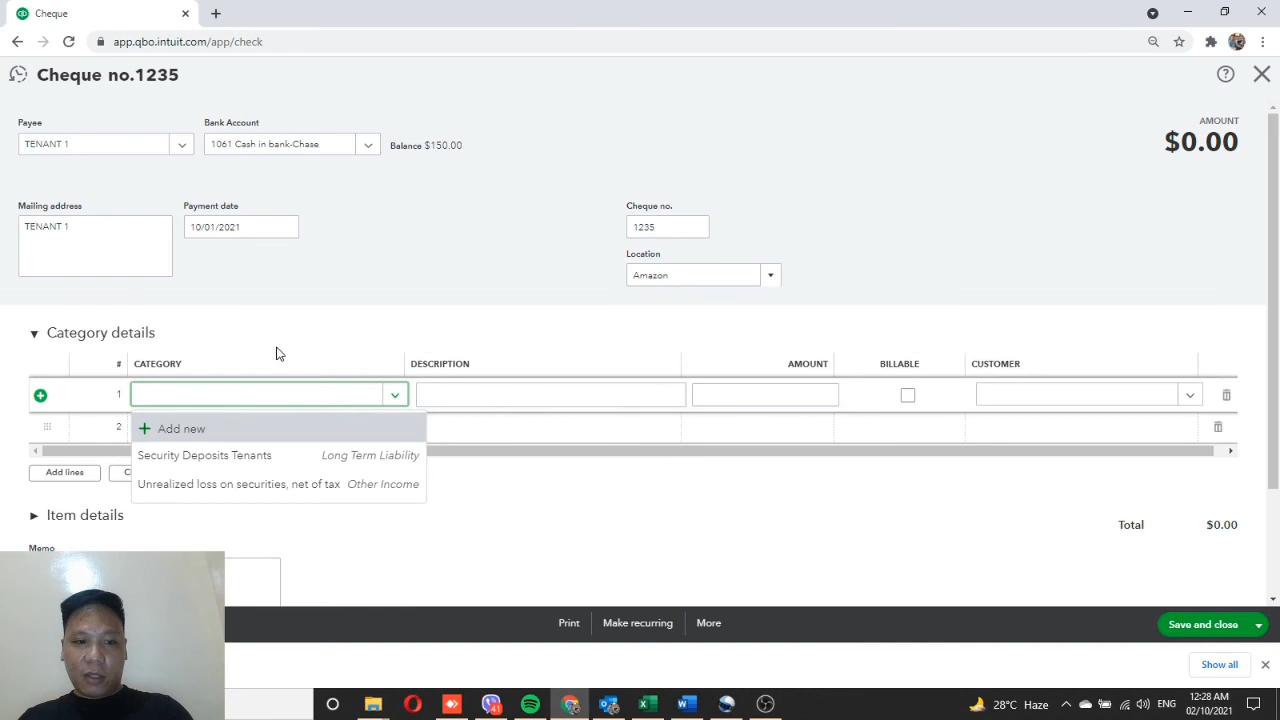 Cheque
app.qbo.intuit.com/app/check
Cheque no.1235
Payee
Bank Account
AMOUNT
TENANT 1
1061 Cash in bank-Chase
Balance $150.00
$0.00
Mailing address
Payment date
Cheque no.
TENANT 1
10/01/2021
1235
Location
Amazon
Category details
# CATEGORY DESCRIPTION AMOUNT BILLABLE CUSTOMER
1
Add new
2
Security Deposits Tenants Long Term Liability
Add lines
C
Unrealized loss on securities, net of tax Other Income
Item details
Total $0.00
Memo
Print Make recurring More
Save and close
Show all
41
28°C Haze
ENG
12:28 AM
02/10/2021